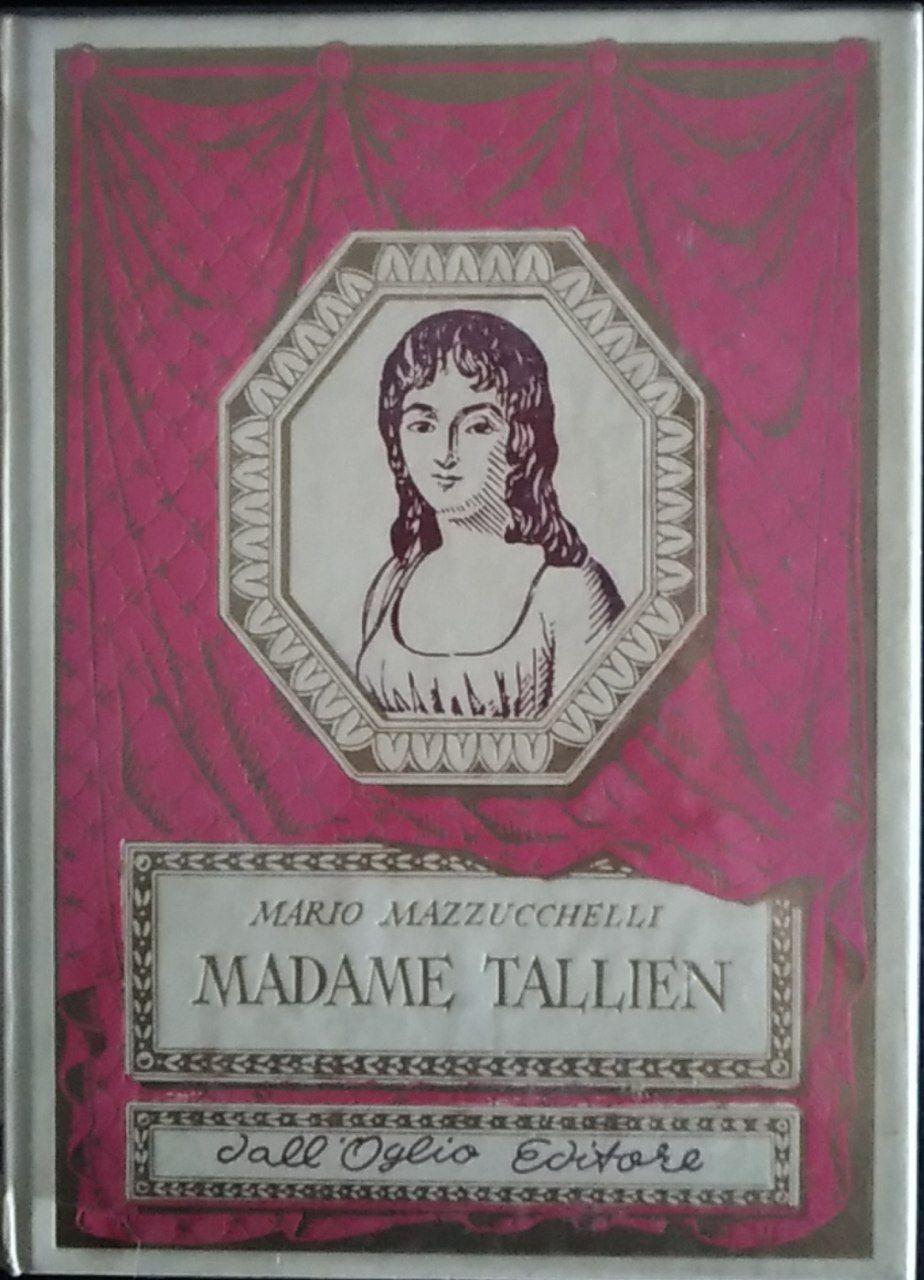 MARIO MAZZUCCHELLI
MADAME TALLIEN
dall'Oglio Editore